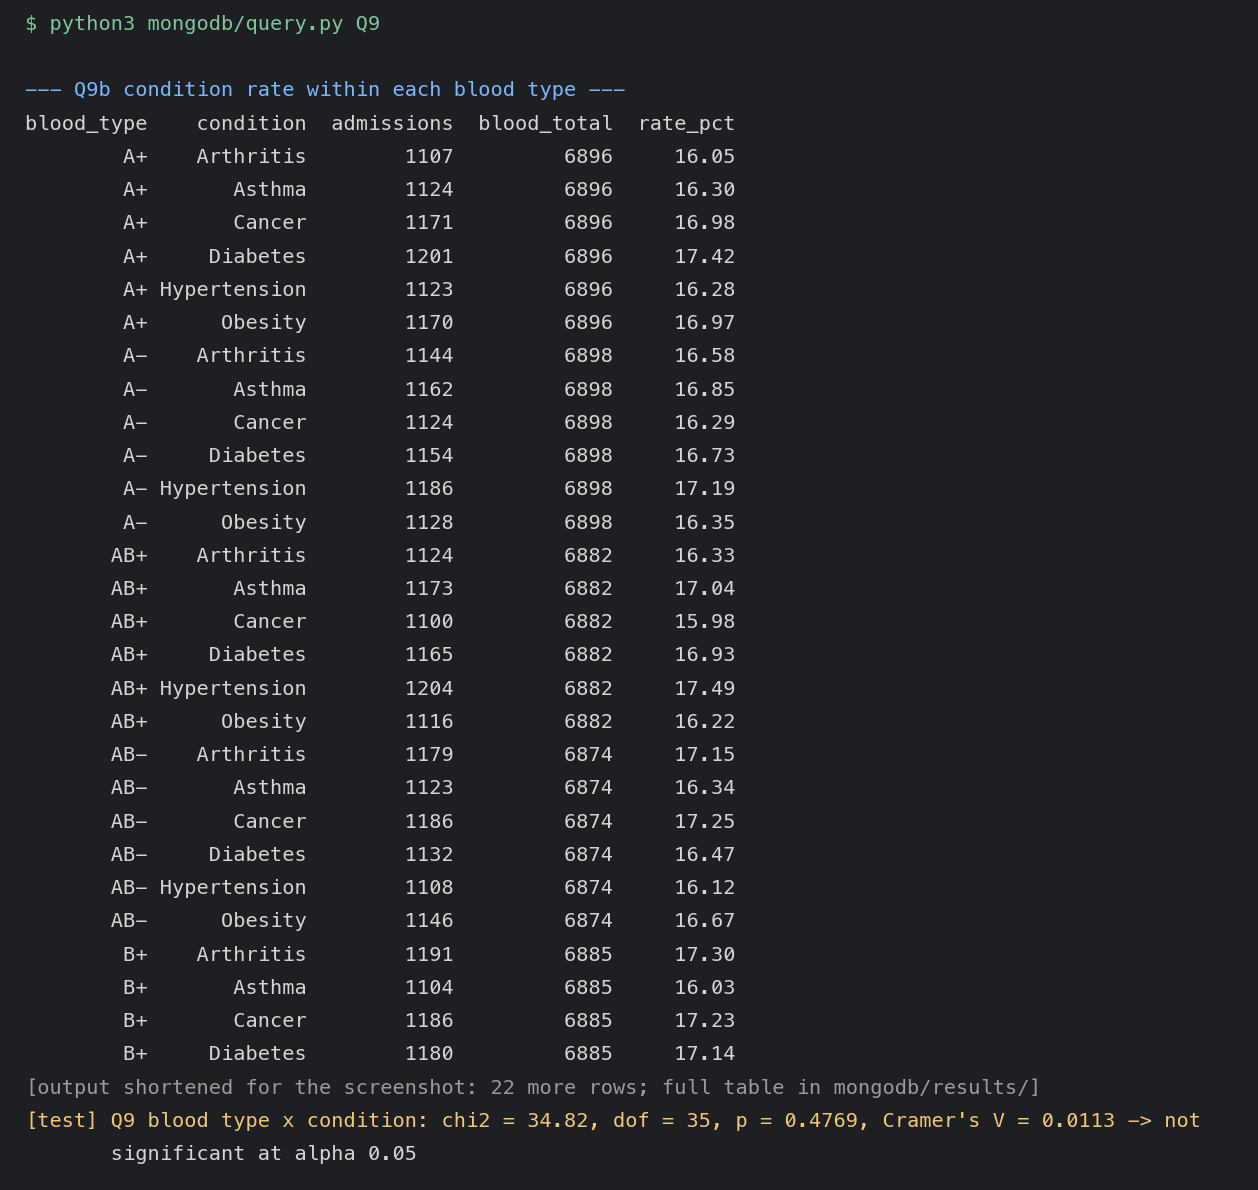 $ python3 mongodb/query.py Q9
--- Q9b condition rate within each blood type ---
blood_type    condition  admissions  blood_total  rate_pct
        A+    Arthritis        1107         6896     16.05
        A+       Asthma        1124         6896     16.30
        A+       Cancer        1171         6896     16.98
        A+     Diabetes        1201         6896     17.42
        A+ Hypertension        1123         6896     16.28
        A+      Obesity        1170         6896     16.97
        A-    Arthritis        1144         6898     16.58
        A-       Asthma        1162         6898     16.85
        A-       Cancer        1124         6898     16.29
        A-     Diabetes        1154         6898     16.73
        A- Hypertension        1186         6898     17.19
        A-      Obesity        1128         6898     16.35
       AB+    Arthritis        1124         6882     16.33
       AB+       Asthma        1173         6882     17.04
       AB+       Cancer        1100         6882     15.98
       AB+     Diabetes        1165         6882     16.93
       AB+ Hypertension        1204         6882     17.49
       AB+      Obesity        1116         6882     16.22
       AB-    Arthritis        1179         6874     17.15
       AB-       Asthma        1123         6874     16.34
       AB-       Cancer        1186         6874     17.25
       AB-     Diabetes        1132         6874     16.47
       AB- Hypertension        1108         6874     16.12
       AB-      Obesity        1146         6874     16.67
        B+    Arthritis        1191         6885     17.30
        B+       Asthma        1104         6885     16.03
        B+       Cancer        1186         6885     17.23
        B+     Diabetes        1180         6885     17.14
[output shortened for the screenshot: 22 more rows; full table in mongodb/results/]
[test] Q9 blood type x condition: chi2 = 34.82, dof = 35, p = 0.4769, Cramer's V = 0.0113 -> not
       significant at alpha 0.05